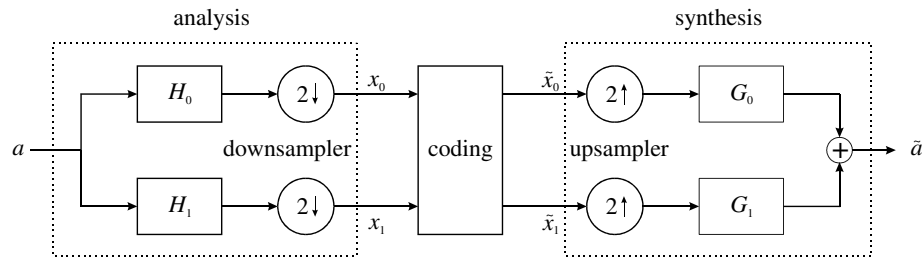 analysis synthesis
H₀ 2↓ x₀ x̃₀ 2↑ G₀
a downsampler coding upsampler + ã
H₁ 2↓ x₁ x̃₁ 2↑ G₁